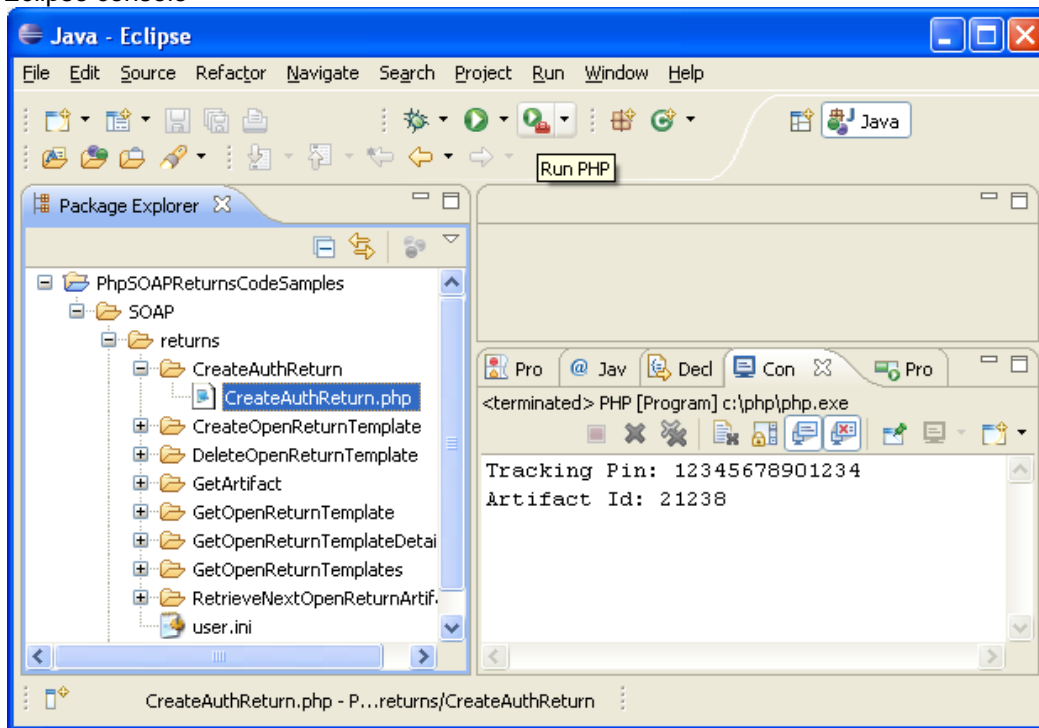 Eclipse console
Java - Eclipse
File Edit Source Refactor Navigate Search Project Run Window Help
Java
Run PHP
Package Explorer
PhpSOAPReturnsCodeSamples
SOAP
returns
CreateAuthReturn
CreateAuthReturn.php
CreateOpenReturnTemplate
DeleteOpenReturnTemplate
GetArtifact
GetOpenReturnTemplate
GetOpenReturnTemplateDetai
GetOpenReturnTemplates
RetrieveNextOpenReturnArtif
user.ini
Pro @ Jav Decl Con Pro
<terminated> PHP [Program] c:\php\php.exe
Tracking Pin: 12345678901234
Artifact Id: 21238
CreateAuthReturn.php - P...returns/CreateAuthReturn